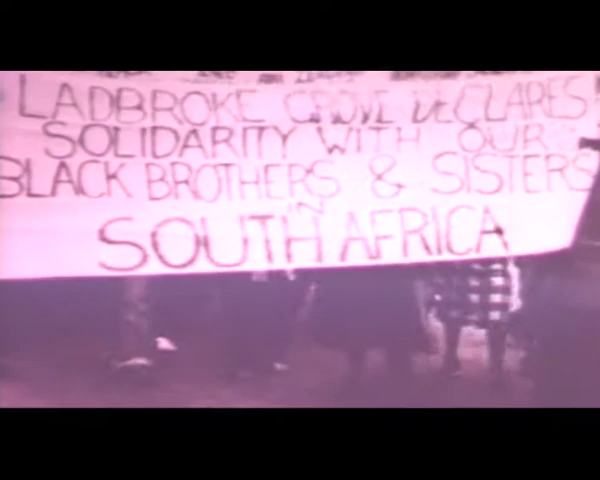 LADBROKE GROVE DECLARES
SOLIDARITY WITH OUR
BLACK BROTHERS & SISTERS
IN
SOUTH AFRICA